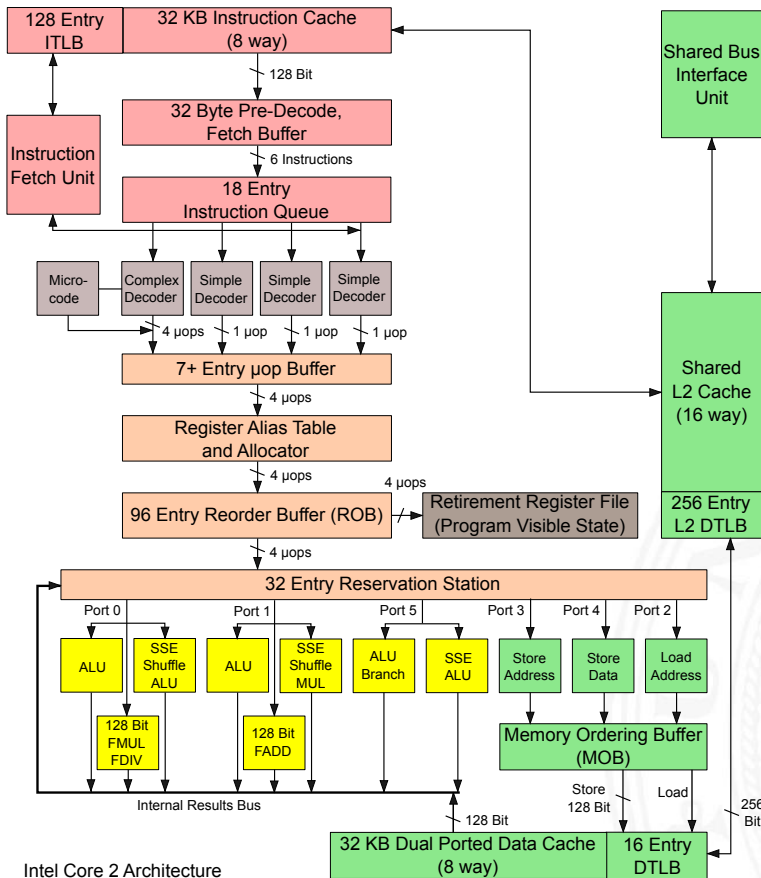 128 Entry
ITLB
32 KB Instruction Cache
(8 way)
Shared Bus
Interface
Unit
128 Bit
32 Byte Pre-Decode,
Fetch Buffer
Instruction
Fetch Unit
6 Instructions
18 Entry
Instruction Queue
Micro-
code
Complex
Decoder
Simple
Decoder
Simple
Decoder
Simple
Decoder
4 µops
1 µop
1 µop
1 µop
7+ Entry µop Buffer
Shared
L2 Cache
(16 way)
4 µops
Register Alias Table
and Allocator
4 µops
4 µops
96 Entry Reorder Buffer (ROB)
Retirement Register File
(Program Visible State)
256 Entry
L2 DTLB
4 µops
32 Entry Reservation Station
Port 0
Port 1
Port 5
Port 3
Port 4
Port 2
ALU
SSE
Shuffle
ALU
ALU
SSE
Shuffle
MUL
ALU
Branch
SSE
ALU
Store
Address
Store
Data
Load
Address
128 Bit
FMUL
FDIV
128 Bit
FADD
Memory Ordering Buffer
(MOB)
Internal Results Bus
Store
128 Bit
Load
128 Bit
256
Bit
32 KB Dual Ported Data Cache
(8 way)
16 Entry
DTLB
Intel Core 2 Architecture